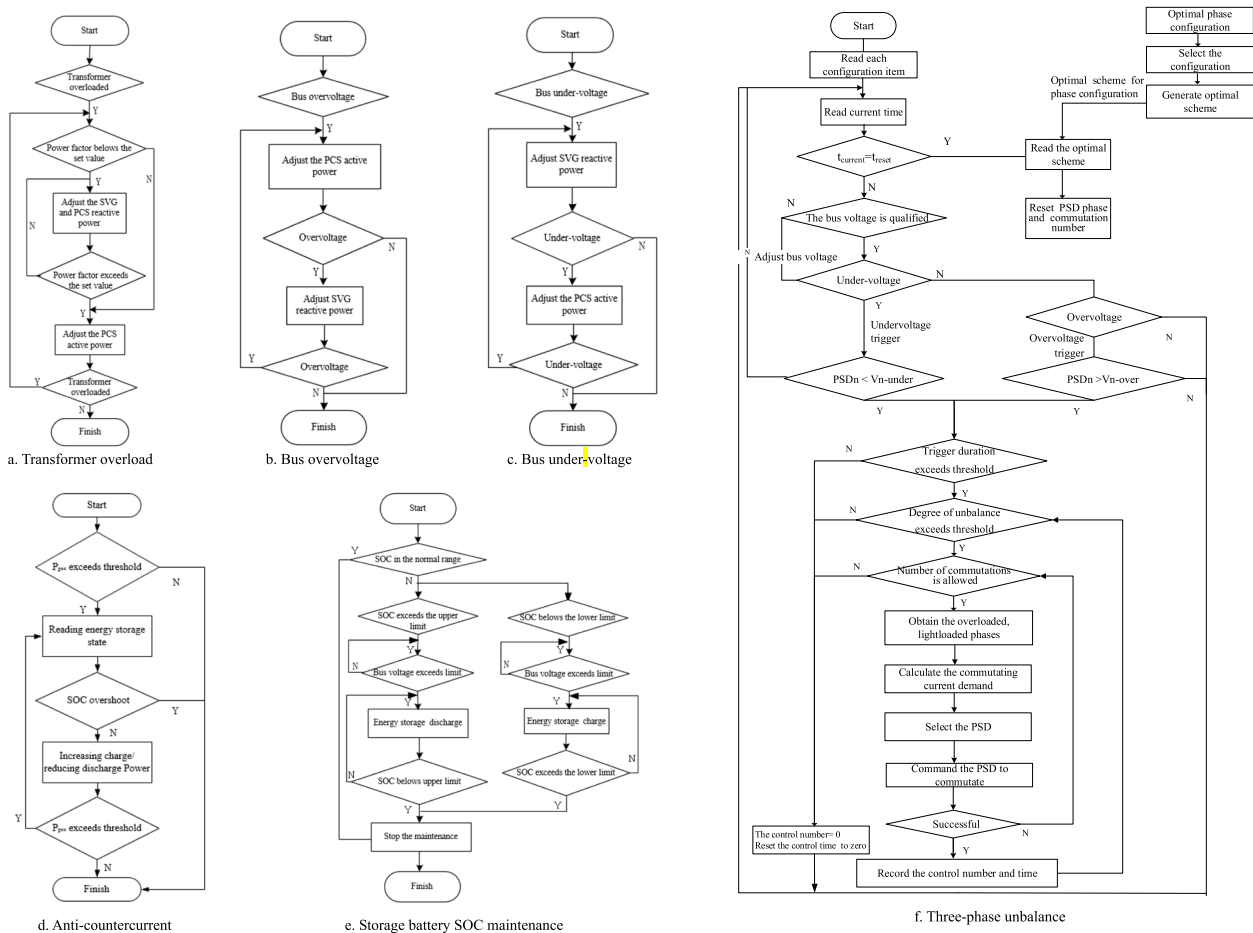 Start
Transformer
overloaded
Y
Power factor belows the
set value
Y
N
Adjust the SVG
and PCS reactive
power
N
Power factor exceeds
the set value
Y
Adjust the PCS
active power
Transformer
overloaded
Y
N
Finish
a. Transformer overload
Start
Bus overvoltage
Y
Adjust the PCS active
power
Overvoltage
N
Y
Adjust SVG
reactive power
Y
Overvoltage
N
Finish
b. Bus overvoltage
Start
Bus under-voltage
Y
Adjust SVG reactive
power
Under-voltage
N
Y
Adjust the PCS active
power
Y
Under-voltage
N
Finish
c. Bus under-voltage
Start
exceeds threshold
N
Y
Reading energy storage
state
SOC overshoot
Y
N
Increasing charge/
reducing discharge Power
Y
exceeds threshold
N
Finish
d. Anti-countercurrent
Start
Y
SOC in the normal range
N
SOC exceeds the upper
limit
Y
N
Bus voltage exceeds limit
Y
Energy storage discharge
N
SOC belows upper limit
Y
SOC belows the lower limit
Y
N
Bus voltage exceeds limit
Y
Energy storage charge
N
SOC exceeds the lower limit
Y
Stop the maintenance
Finish
e. Storage battery SOC maintenance
Start
Read each
configuration item
Read current time
tcurrent=treset
Y
N
Optimal phase
configuration
Select the
configuration
Generate optimal
scheme
Optimal scheme for
phase configuration
Read the optimal
scheme
Reset PSD phase
and commutation
number
N
The bus voltage is qualified
Y
N
Adjust bus voltage
Under-voltage
N
Y
Undervoltage
trigger
Overvoltage
N
Overvoltage
trigger
PSDn < Vn-under
PSDn >Vn-over
N
Y
Y
N
Trigger duration
exceeds threshold
Y
N
Degree of unbalance
exceeds threshold
Y
N
Number of commutations
is allowed
Y
Obtain the overloaded,
lightloaded phases
Calculate the commutating
current demand
Select the PSD
Command the PSD to
commutate
Successful
N
Y
The control number= 0
Reset the control time to zero
Record the control number and time
f. Three-phase unbalance